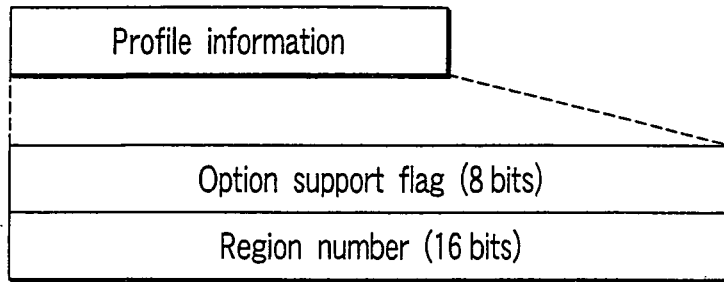 Profile information
Option support flag (8 bits)
Region number (16 bits)